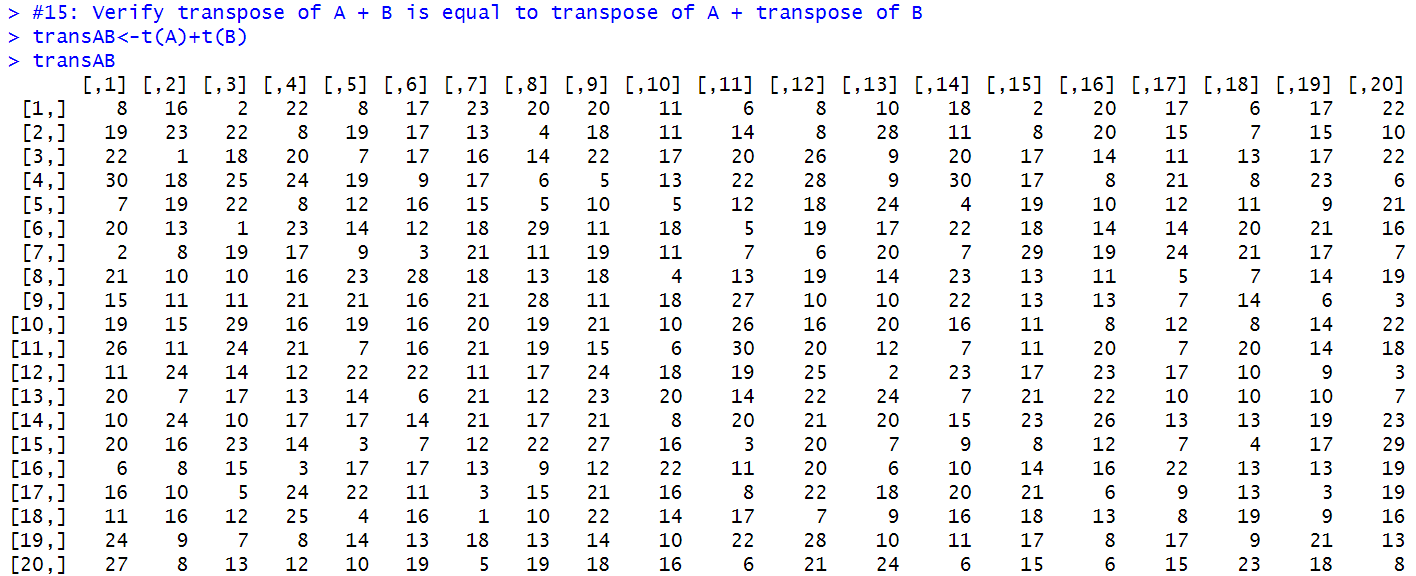 > #15: Verify transpose of A + B is equal to transpose of A + transpose of B
> transAB<-t(A)+t(B)
> transAB
[,1] [,2] [,3] [,4] [,5] [,6] [,7] [,8] [,9] [,10] [,11] [,12] [,13] [,14] [,15] [,16] [,17] [,18] [,19] [,20]
[1,] 8 16 2 22 8 17 23 20 20 11 6 8 10 18 2 20 17 6 17 22
[2,] 19 23 22 8 19 17 13 4 18 11 14 8 28 11 8 20 15 7 15 10
[3,] 22 1 18 20 7 17 16 14 22 17 20 26 9 20 17 14 11 13 17 22
[4,] 30 18 25 24 19 9 17 6 5 13 22 28 9 30 17 8 21 8 23 6
[5,] 7 19 22 8 12 16 15 5 10 5 12 18 24 4 19 10 12 11 9 21
[6,] 20 13 1 23 14 12 18 29 11 18 5 19 17 22 18 14 14 20 21 16
[7,] 2 8 19 17 9 3 21 11 19 11 7 6 20 7 29 19 24 21 17 7
[8,] 21 10 10 16 23 28 18 13 18 4 13 19 14 23 13 11 5 7 14 19
[9,] 15 11 11 21 21 16 21 28 11 18 27 10 10 22 13 13 7 14 6 3
[10,] 19 15 29 16 19 16 20 19 21 10 26 16 20 16 11 8 12 8 14 22
[11,] 26 11 24 21 7 16 21 19 15 6 30 20 12 7 11 20 7 20 14 18
[12,] 11 24 14 12 22 22 11 17 24 18 19 25 2 23 17 23 17 10 9 3
[13,] 20 7 17 13 14 6 21 12 23 20 14 22 24 7 21 22 10 10 10 7
[14,] 10 24 10 17 17 14 21 17 21 8 20 21 20 15 23 26 13 13 19 23
[15,] 20 16 23 14 3 7 12 22 27 16 3 20 7 9 8 12 7 4 17 29
[16,] 6 8 15 3 17 17 13 9 12 22 11 20 6 10 14 16 22 13 13 19
[17,] 16 10 5 24 22 11 3 15 21 16 8 22 18 20 21 6 9 13 3 19
[18,] 11 16 12 25 4 16 1 10 22 14 17 7 9 16 18 13 8 19 9 16
[19,] 24 9 7 8 14 13 18 13 14 10 22 28 10 11 17 8 17 9 21 13
[20,] 27 8 13 12 10 19 5 19 18 16 6 21 24 6 15 6 15 23 18 8